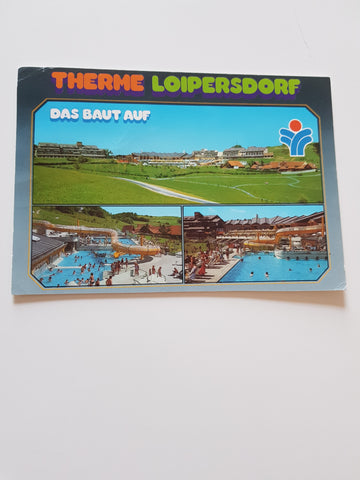 THERME LOIPERSDORF
DAS BAUT AUF